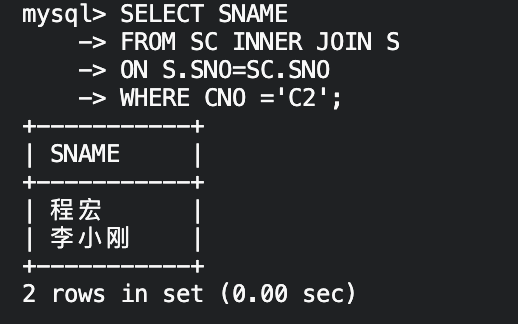 mysql> SELECT SNAME
    -> FROM SC INNER JOIN S
    -> ON S.SNO=SC.SNO
    -> WHERE CNO ='C2';
+-----------+
| SNAME     |
+-----------+
| 程宏      |
| 李小刚    |
+-----------+
2 rows in set (0.00 sec)